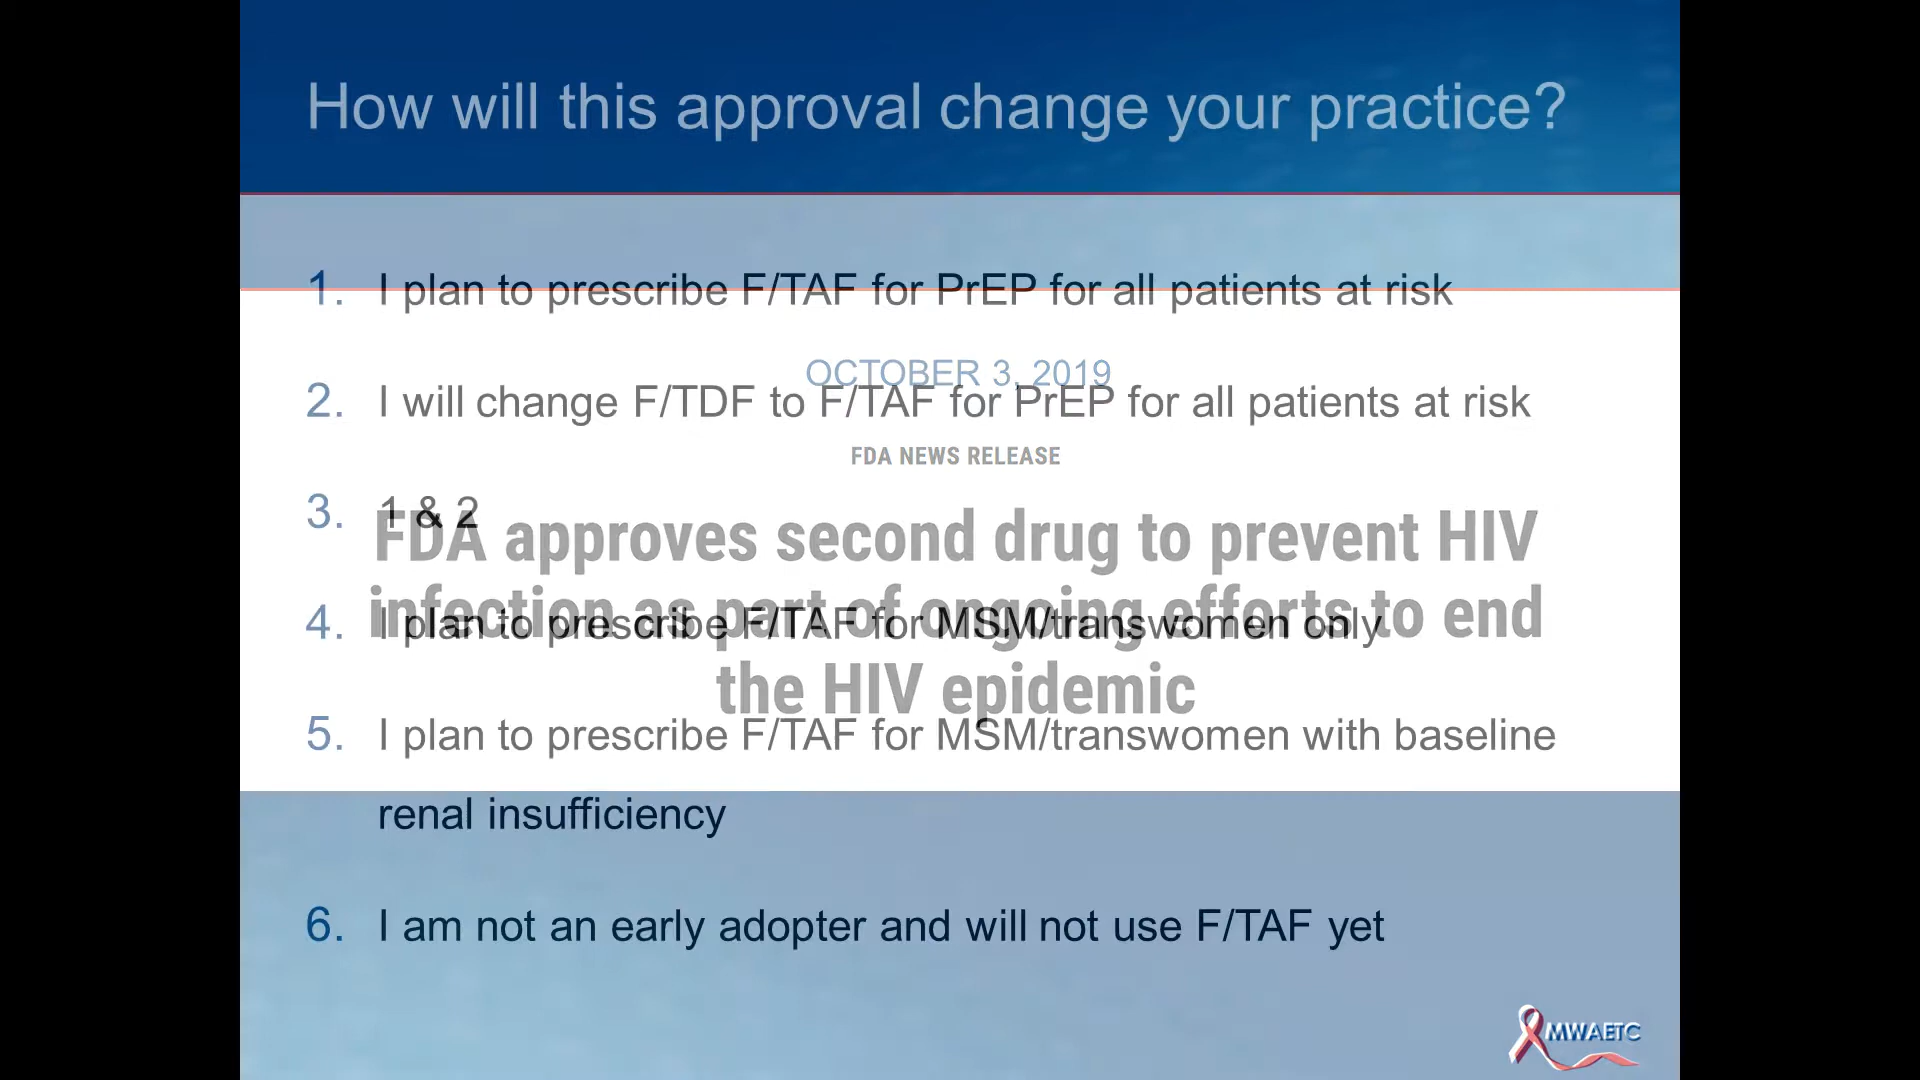 How will this approval change your practice?
1. I plan to prescribe F/TAF for PrEP for all patients at risk
OCTOBER 3, 2019
2. I will change F/TDF to F/TAF for PrEP for all patients at risk
FDA NEWS RELEASE
3. 1 & 2
FDA approves second drug to prevent HIV
infection as part of ongoing efforts to end
the HIV epidemic
4. I plan to prescribe F/TAF for MSM/transwomen only
5. I plan to prescribe F/TAF for MSM/transwomen with baseline
renal insufficiency
6. I am not an early adopter and will not use F/TAF yet
MWAETC